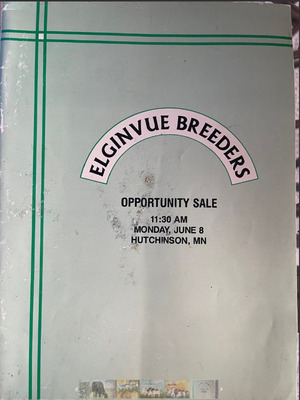 ELGINVUE BREEDERS
OPPORTUNITY SALE
11:30 AM
MONDAY, JUNE 8
HUTCHINSON, MN